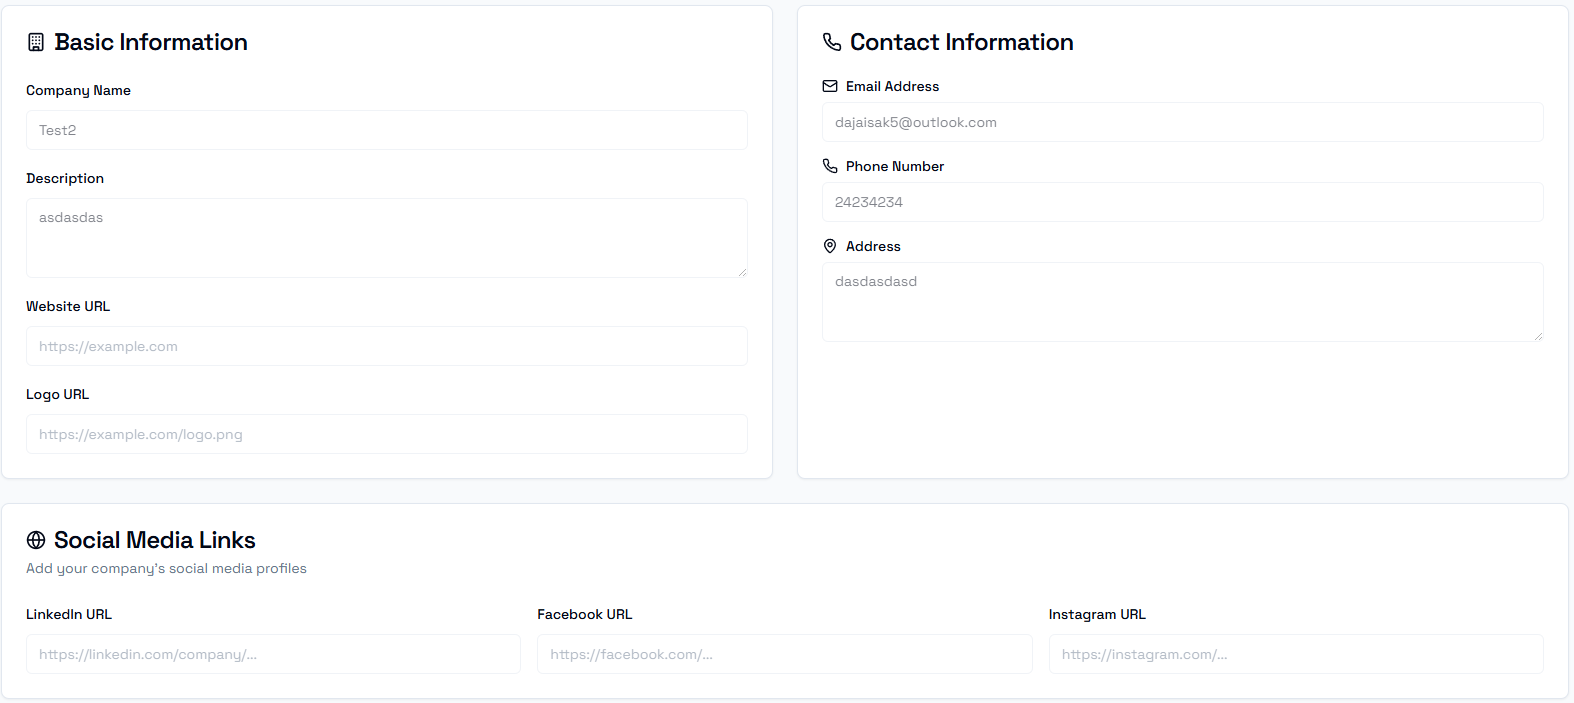 Basic Information
Company Name
Test2
Description
asdasdas
Website URL
https://example.com
Logo URL
https://example.com/logo.png
Contact Information
Email Address
dajaisak5@outlook.com
Phone Number
24234234
Address
dasdasdasd
Social Media Links
Add your company's social media profiles
LinkedIn URL
https://linkedin.com/company/...
Facebook URL
https://facebook.com/...
Instagram URL
https://instagram.com/...